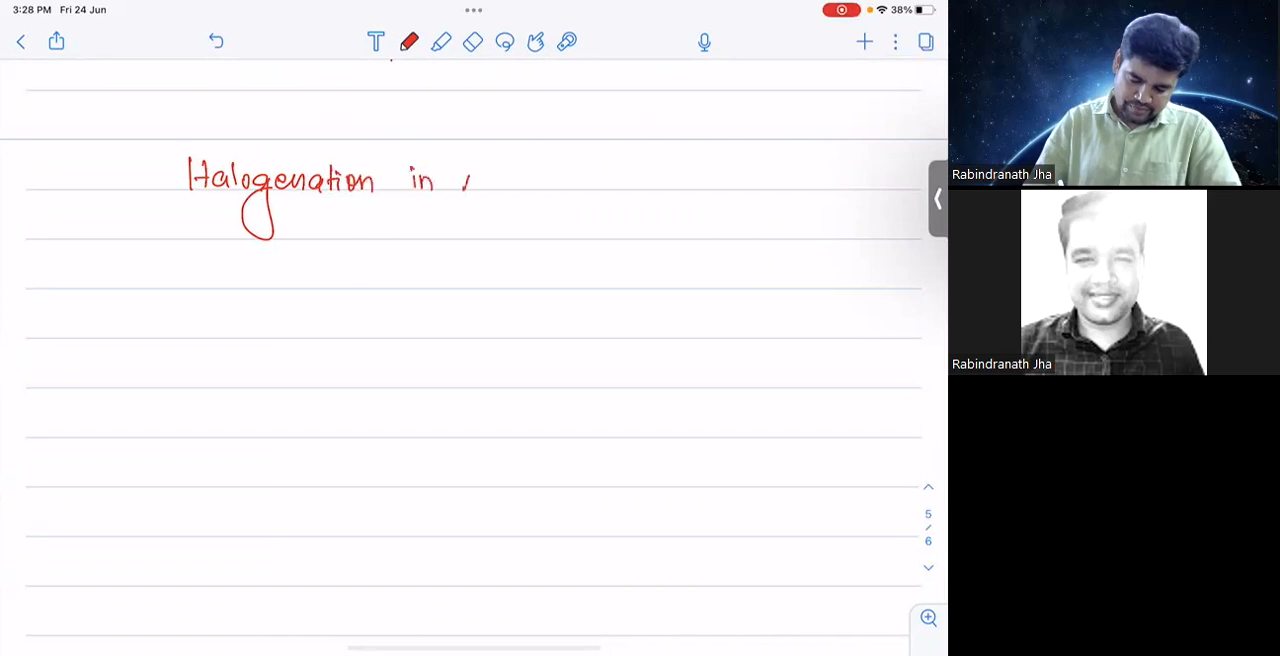 3:28 PM Fri 24 Jun
38%
T
Halogenation in
Rabindranath Jha
Rabindranath Jha
5
6